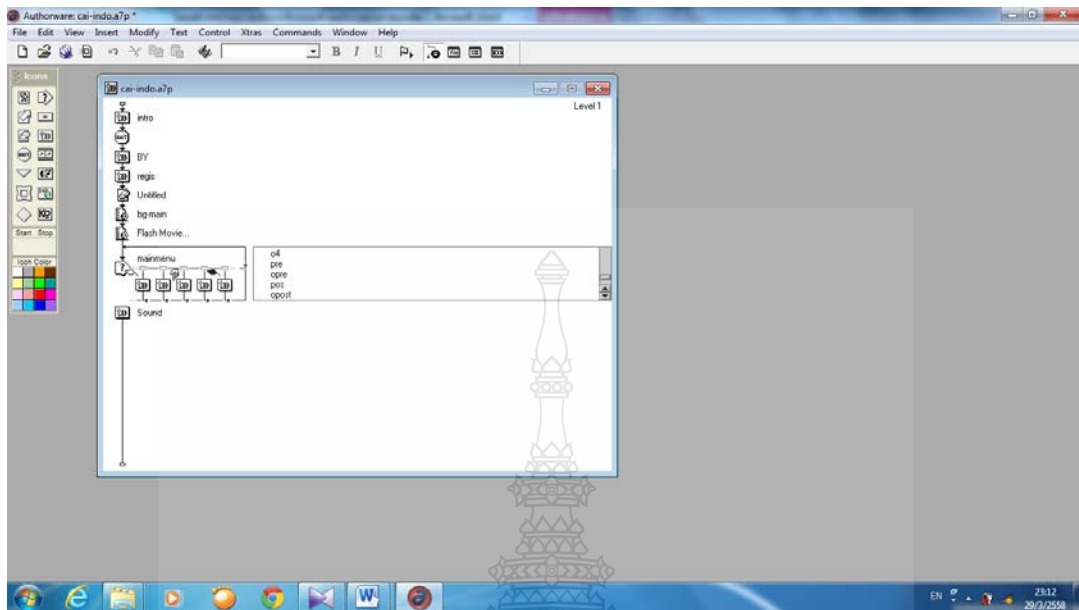 Authorware: cai-indo.a7p *
File Edit View Insert Modify Text Control Xtras Commands Window Help
B I U
Icons
cai-indo.a7p
Level 1
intro
WAIT
BY
regis
Untitled
bg-main
Flash Movie...
mainmenu
o4
pre
opre
pos
opost
Sound
Start Stop
Icon Color
EN
23:12
29/3/2558